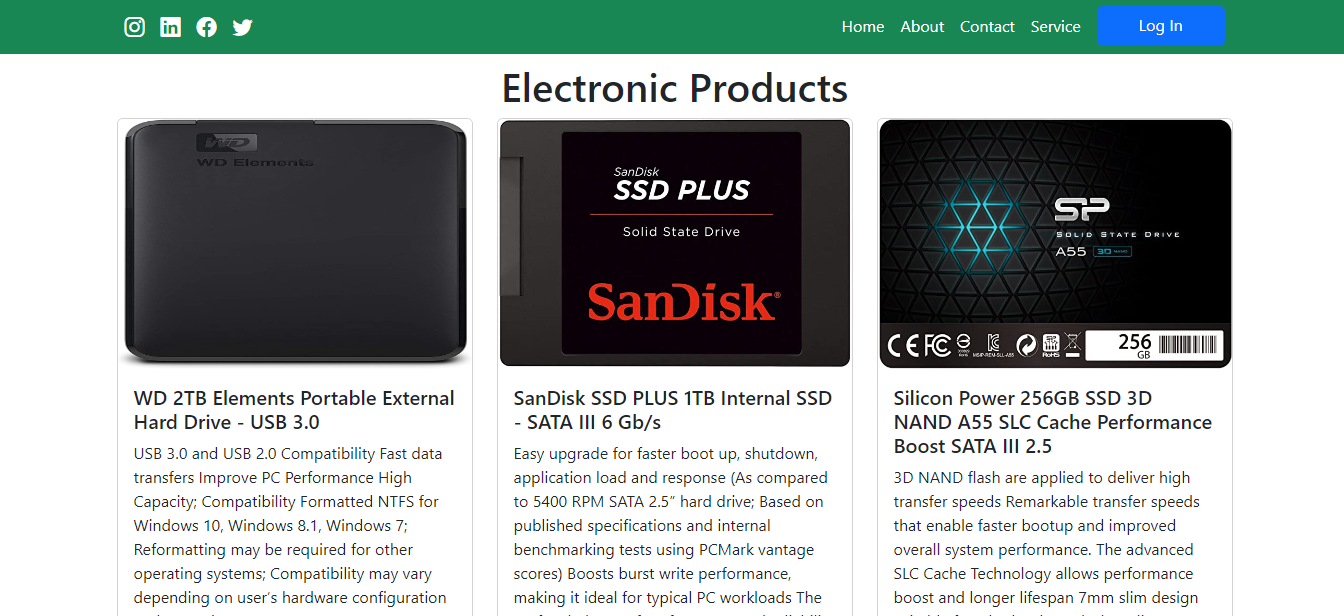 Home About Contact Service Log In
Electronic Products
WD
WD Elements
WD 2TB Elements Portable External
Hard Drive - USB 3.0
USB 3.0 and USB 2.0 Compatibility Fast data
transfers Improve PC Performance High
Capacity; Compatibility Formatted NTFS for
Windows 10, Windows 8.1, Windows 7;
Reformatting may be required for other
operating systems; Compatibility may vary
depending on user’s hardware configuration
SanDisk
SSD PLUS
Solid State Drive
SanDisk®
SanDisk SSD PLUS 1TB Internal SSD
- SATA III 6 Gb/s
Easy upgrade for faster boot up, shutdown,
application load and response (As compared
to 5400 RPM SATA 2.5” hard drive; Based on
published specifications and internal
benchmarking tests using PCMark vantage
scores) Boosts burst write performance,
making it ideal for typical PC workloads The
SP
SOLID STATE DRIVE
A55 3D NAND
CE FC RoHS
256
GB
Silicon Power 256GB SSD 3D
NAND A55 SLC Cache Performance
Boost SATA III 2.5
3D NAND flash are applied to deliver high
transfer speeds Remarkable transfer speeds
that enable faster bootup and improved
overall system performance. The advanced
SLC Cache Technology allows performance
boost and longer lifespan 7mm slim design